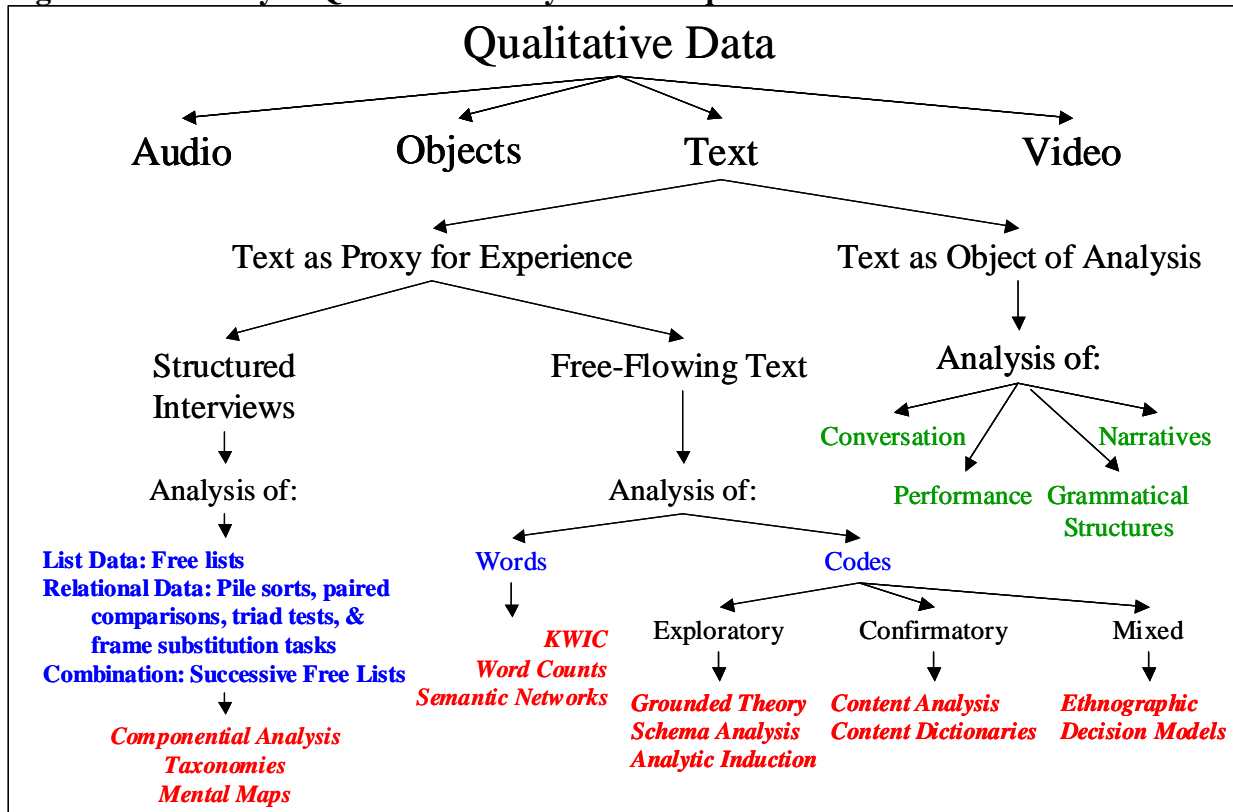 Qualitative Data
Audio
Objects
Text
Video
Text as Proxy for Experience
Text as Object of Analysis
Structured
Interviews
Free-Flowing Text
Analysis of:
Conversation
Narratives
Performance
Grammatical
Structures
Analysis of:
List Data: Free lists
Relational Data: Pile sorts, paired
comparisons, triad tests, &
frame substitution tasks
Combination: Successive Free Lists
Componential Analysis
Taxonomies
Mental Maps
Analysis of:
Words
Codes
KWIC
Word Counts
Semantic Networks
Exploratory
Confirmatory
Mixed
Grounded Theory
Schema Analysis
Analytic Induction
Content Analysis
Content Dictionaries
Ethnographic
Decision Models